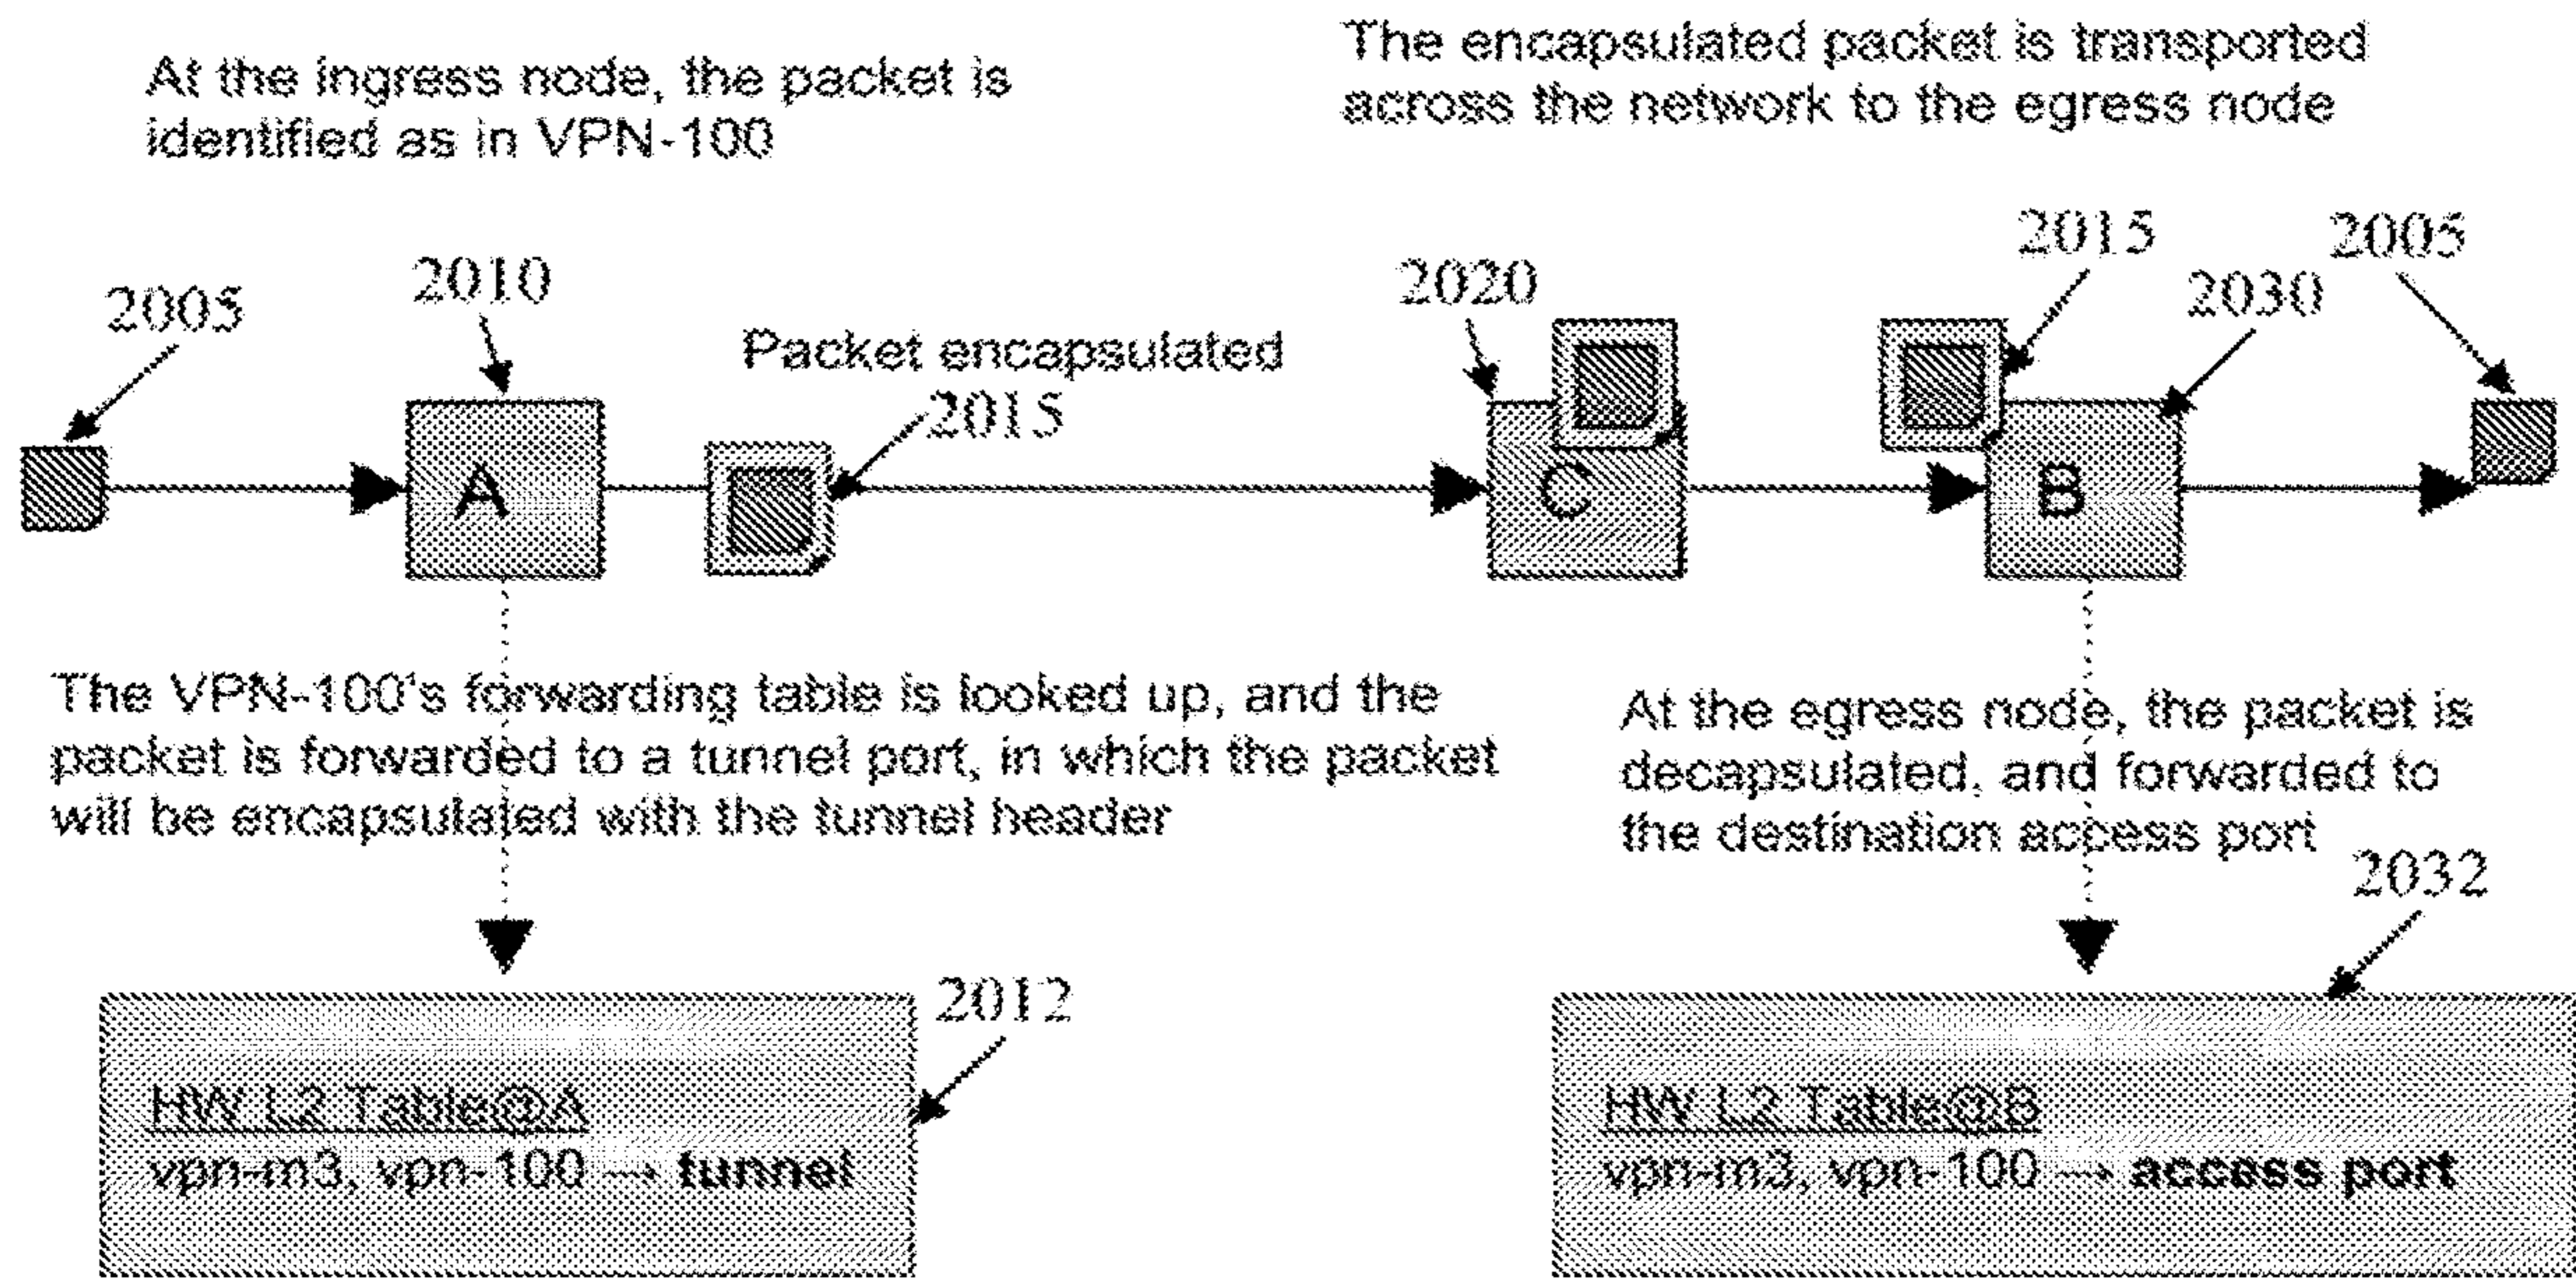 At the ingress node, the packet is
identified as in VPN-100
The encapsulated packet is transported
across the network to the egress node
2005
2010
Packet encapsulated
2015
2020
2015
2005
2030
A
C
B
The VPN-100's forwarding table is looked up, and the
packet is forwarded to a tunnel port, in which the packet
will be encapsulated with the tunnel header
At the egress node, the packet is
decapsulated, and forwarded to
the destination access port
2032
2012
HW L2 Table@A
vpn-m3, vpn-100 → tunnel
HW L2 Table@B
vpn-m3, vpn-100 → access port